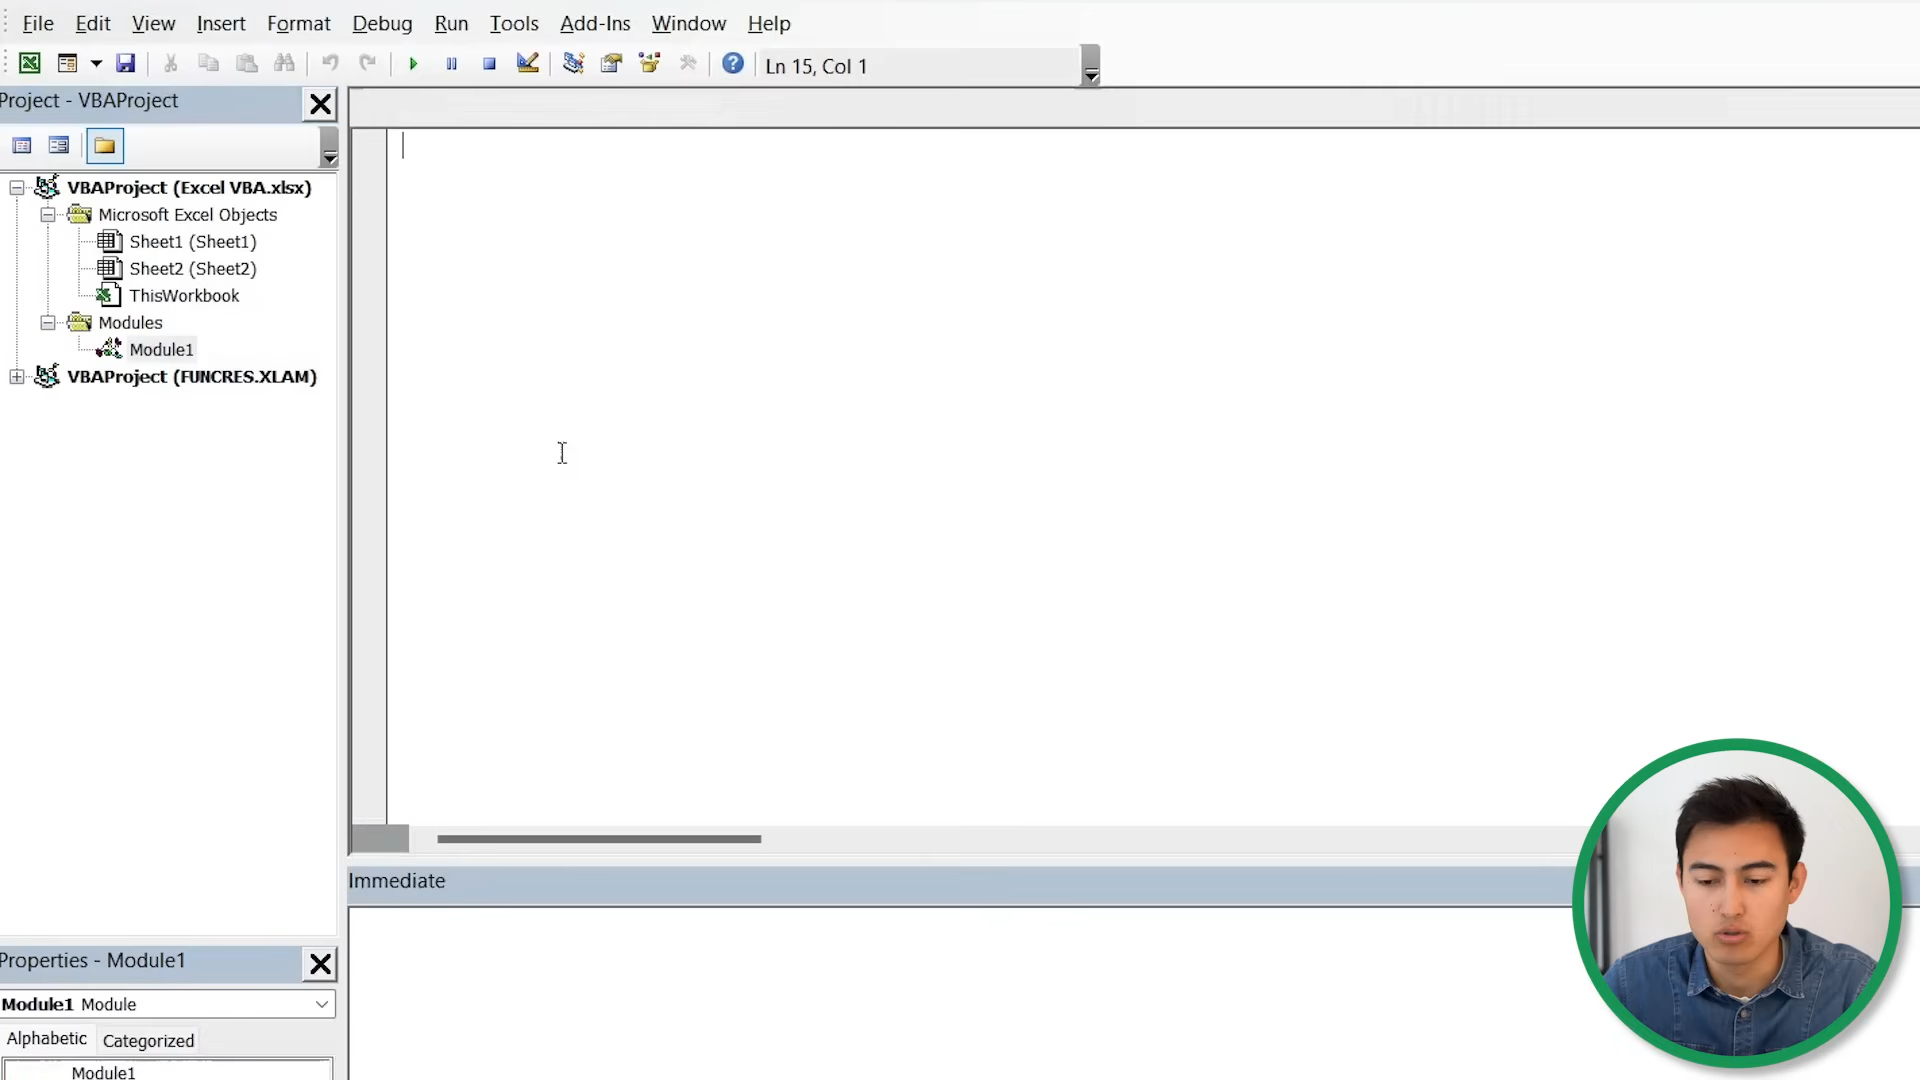 File Edit View Insert Format Debug Run Tools Add-Ins Window Help
Ln 15, Col 1
Project - VBAProject
VBAProject (Excel VBA.xlsx)
Microsoft Excel Objects
Sheet1 (Sheet1)
Sheet2 (Sheet2)
ThisWorkbook
Modules
Module1
VBAProject (FUNCRES.XLAM)
Immediate
Properties - Module1
Module1 Module
Alphabetic Categorized
Module1